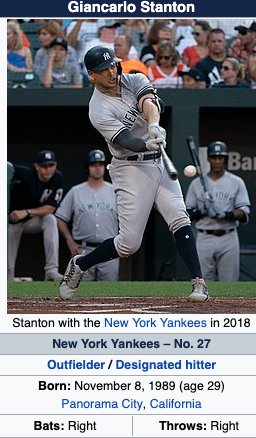 Giancarlo Stanton
NEW YORK
Stanton with the New York Yankees in 2018
New York Yankees – No. 27
Outfielder / Designated hitter
Born: November 8, 1989 (age 29)
Panorama City, California
Bats: Right Throws: Right